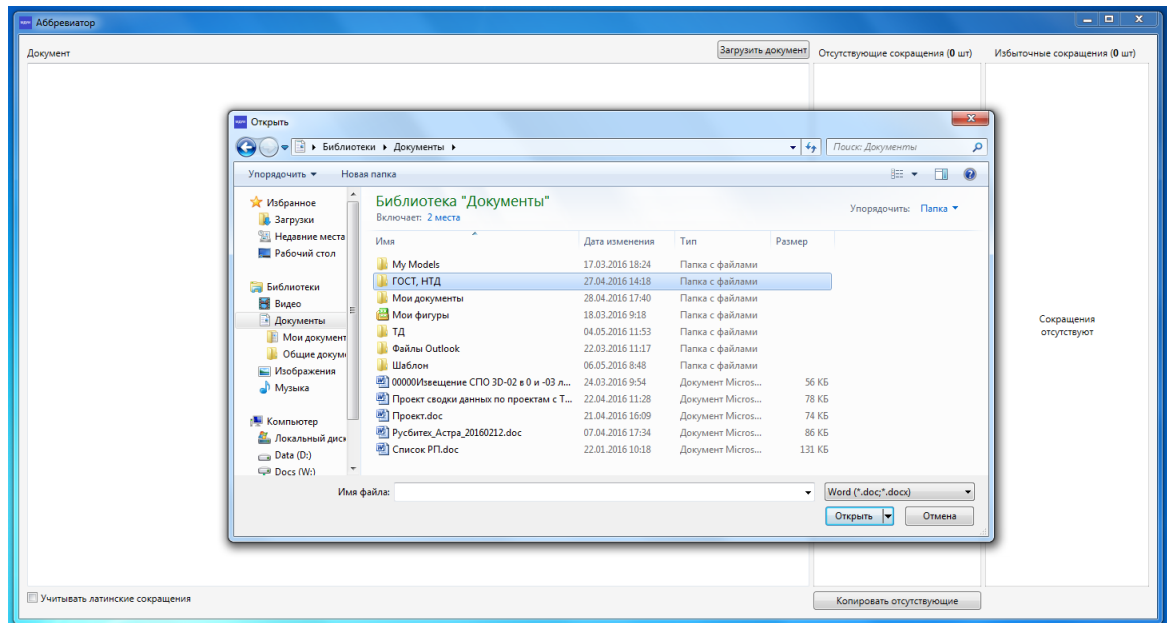 Аббревиатор
Документ
Загрузить документ
Отсутствующие сокращения (0 шт)
Избыточные сокращения (0 шт)
Открыть
Библиотеки
Документы
Поиск: Документы
Упорядочить
Новая папка
Избранное
Загрузки
Недавние места
Рабочий стол
Библиотеки
Видео
Документы
Мои документ
Общие докум
Изображения
Музыка
Компьютер
Локальный диск
Data (D:)
Docs (W:)
Библиотека "Документы"
Включает: 2 места
Упорядочить: Папка
Имя Дата изменения Тип Размер
My Models 17.03.2016 18:24 Папка с файлами
ГОСТ, НТД 27.04.2016 14:18 Папка с файлами
Мои документы 28.04.2016 17:40 Папка с файлами
Мои фигуры 18.03.2016 9:18 Папка с файлами
ТД 04.05.2016 11:53 Папка с файлами
Файлы Outlook 22.03.2016 11:17 Папка с файлами
Шаблон 06.05.2016 8:48 Папка с файлами
00000Извещение СПО 3D-02 в 0 и -03 л... 24.03.2016 9:54 Документ Micros... 56 КБ
Проект сводки данных по проектам с Т... 22.04.2016 11:28 Документ Micros... 78 КБ
Проект.doc 21.04.2016 16:09 Документ Micros... 74 КБ
Русбитех_Астра_20160212.doc 07.04.2016 17:34 Документ Micros... 86 КБ
Список РП.doc 22.01.2016 10:18 Документ Micros... 131 КБ
Имя файла:
Word (*.doc;*.docx)
Открыть
Отмена
Сокращения
отсутствуют
Учитывать латинские сокращения
Копировать отсутствующие